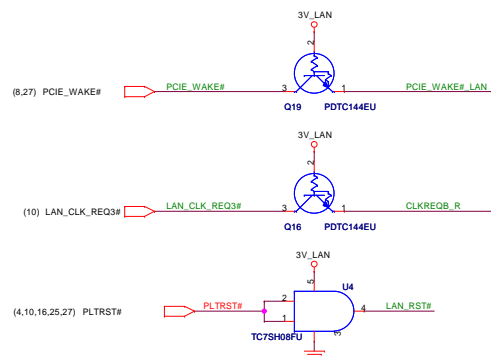 3V_LAN
2
(8,27) PCIE_WAKE# PCIE_WAKE# 3 1 PCIE_WAKE#_LAN
Q19 PDTC144EU
3V_LAN
2
(10) LAN_CLK_REQ3# LAN_CLK_REQ3# 3 1 CLKREQB_R
Q16 PDTC144EU
3V_LAN
5 U4
(4,10,16,25,27) PLTRST# PLTRST# 2 4 LAN_RST#
1
TC7SH08FU 3